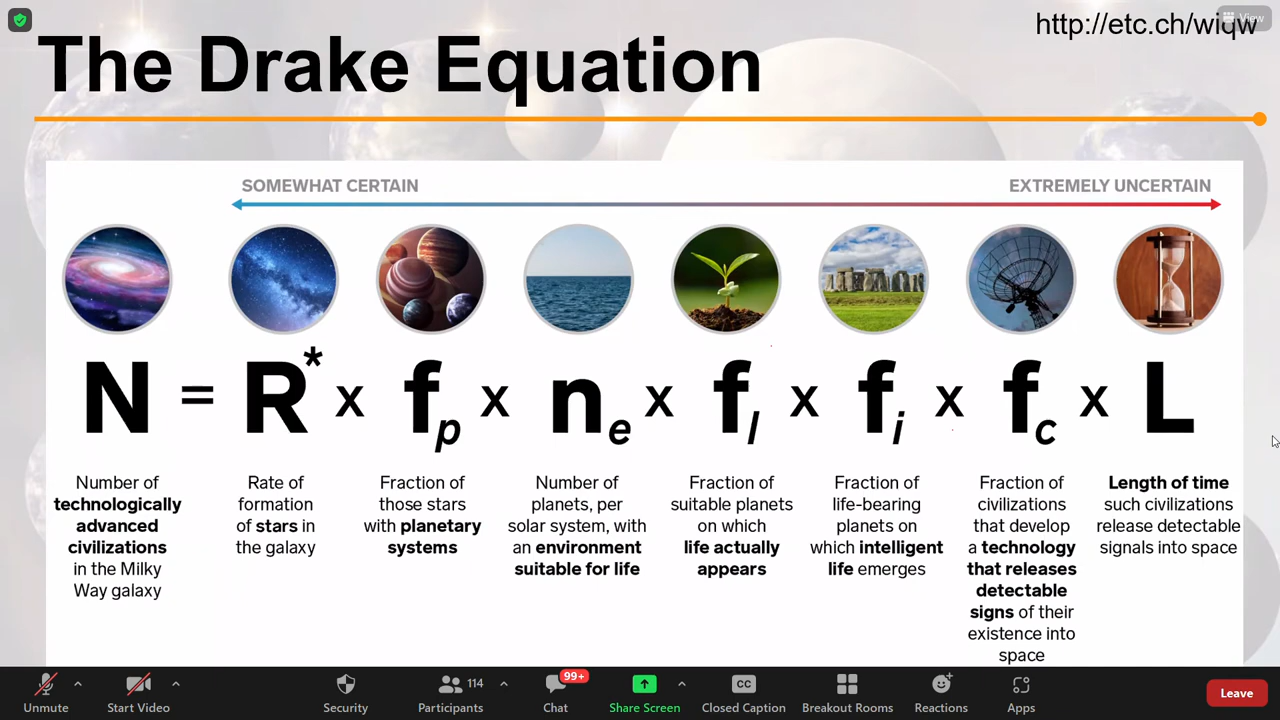 http://etc.ch/wiqw
View
The Drake Equation
SOMEWHAT CERTAIN
EXTREMELY UNCERTAIN
N = R* x fp x ne x fl x fi x fc x L
Number of
technologically
advanced
civilizations
in the Milky
Way galaxy
Rate of
formation
of stars in
the galaxy
Fraction of
those stars
with planetary
systems
Number of
planets, per
solar system, with
an environment
suitable for life
Fraction of
suitable planets
on which
life actually
appears
Fraction of
life-bearing
planets on
which intelligent
life emerges
Fraction of
civilizations
that develop
a technology
that releases
detectable
signs of their
existence into
space
Length of time
such civilizations
release detectable
signals into space
Unmute
Start Video
Security
114
Participants
99+
Chat
Share Screen
CC
Closed Caption
Breakout Rooms
Reactions
Apps
Leave